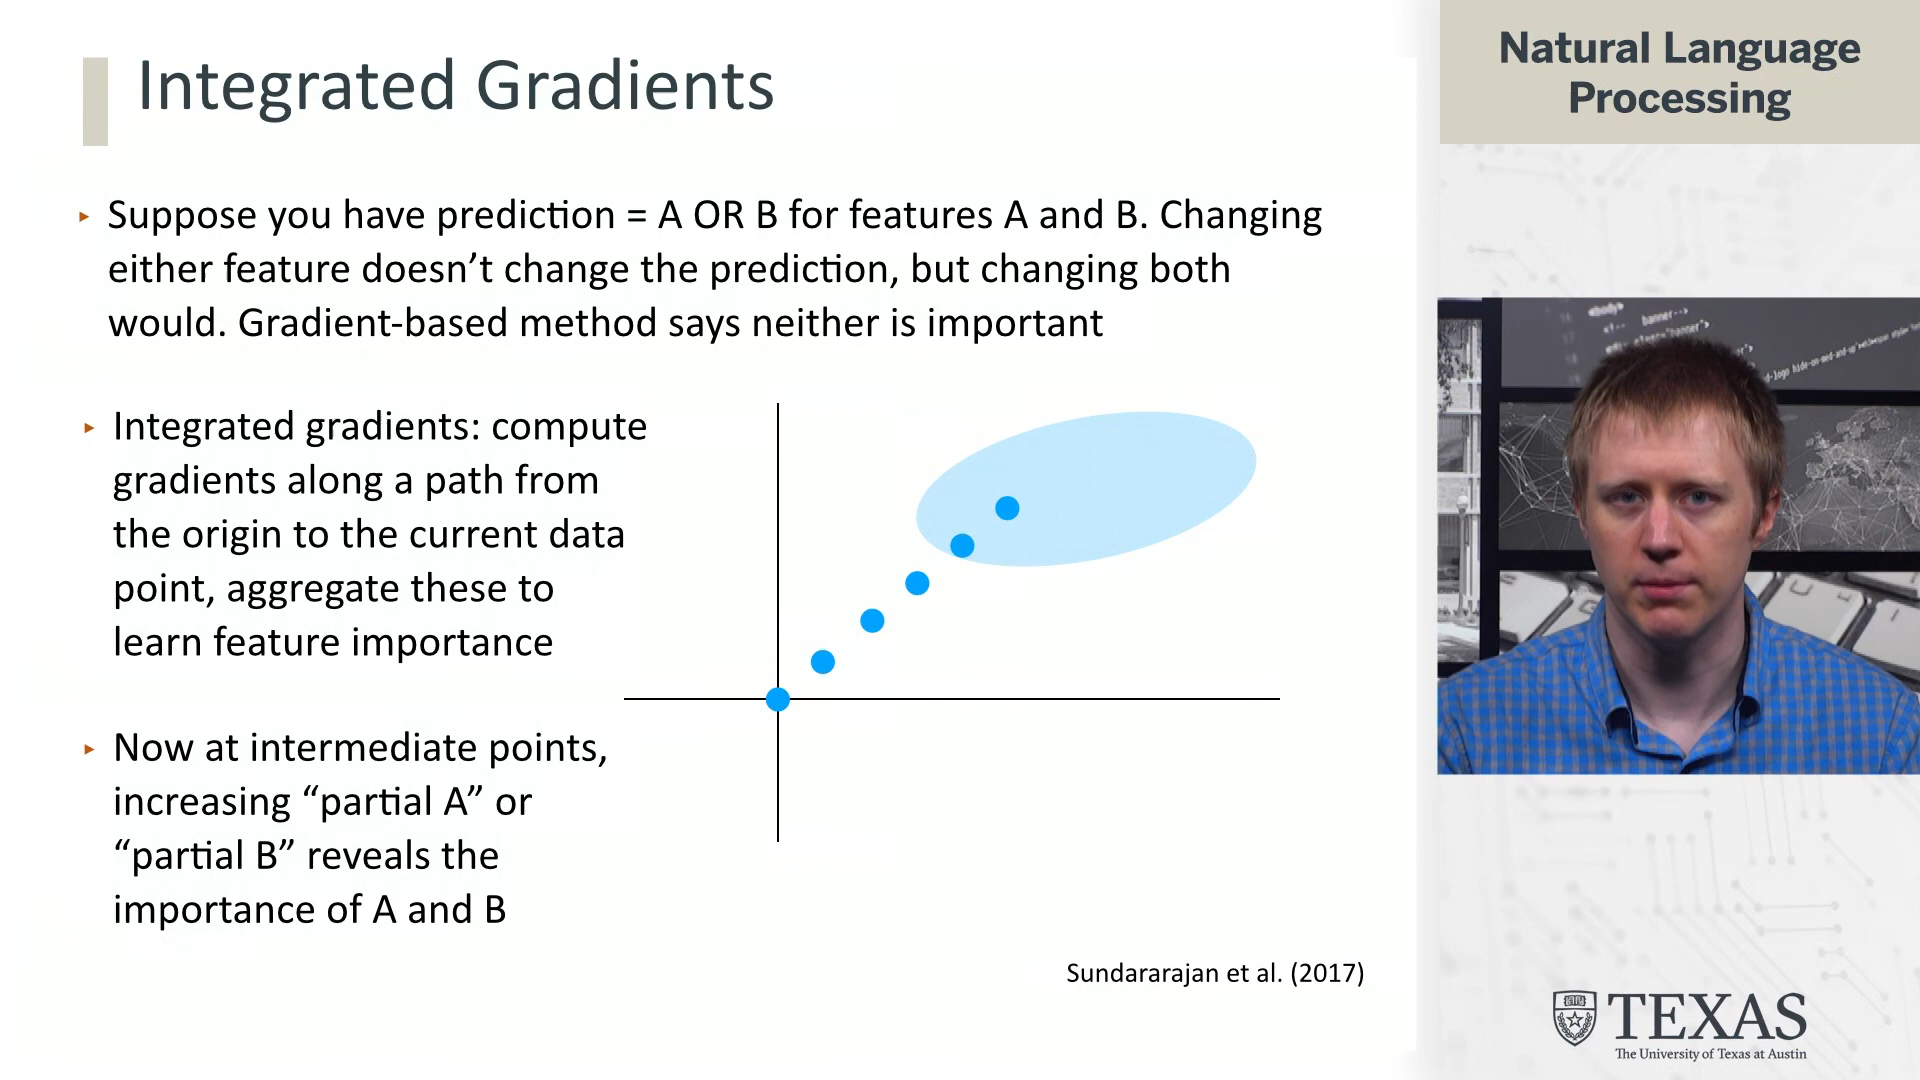 Integrated Gradients
Natural Language
Processing
‣ Suppose you have prediction = A OR B for features A and B. Changing
either feature doesn’t change the prediction, but changing both
would. Gradient-based method says neither is important
‣ Integrated gradients: compute
gradients along a path from
the origin to the current data
point, aggregate these to
learn feature importance
‣ Now at intermediate points,
increasing “partial A” or
“partial B” reveals the
importance of A and B
Sundararajan et al. (2017)
banner-->
TEXAS
The University of Texas at Austin